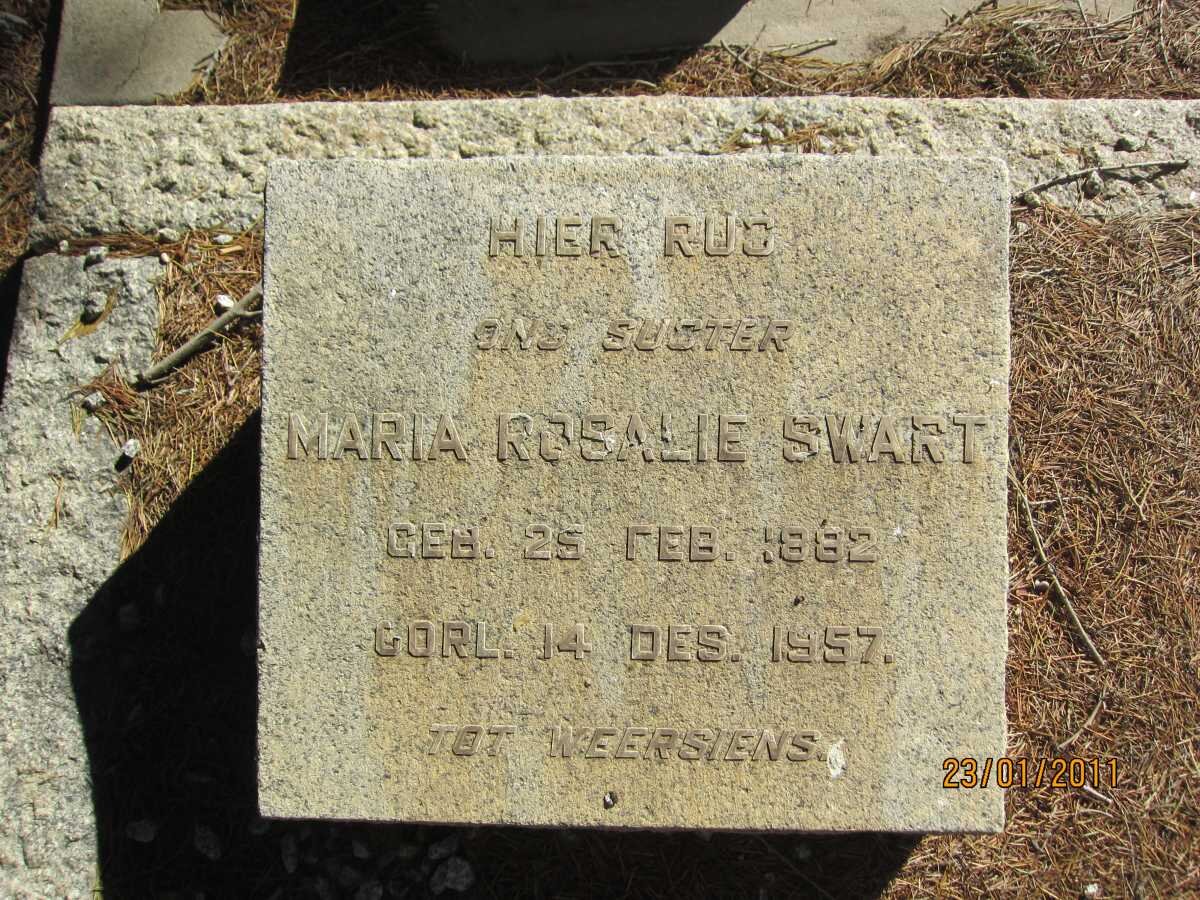 HIER RUS
ONS SUSTER
MARIA ROSALIE SWART
GEB. 25 FEB. 1882
OORL. 14 DES. 1957.
TOT WEERSIENS.
23/01/2011